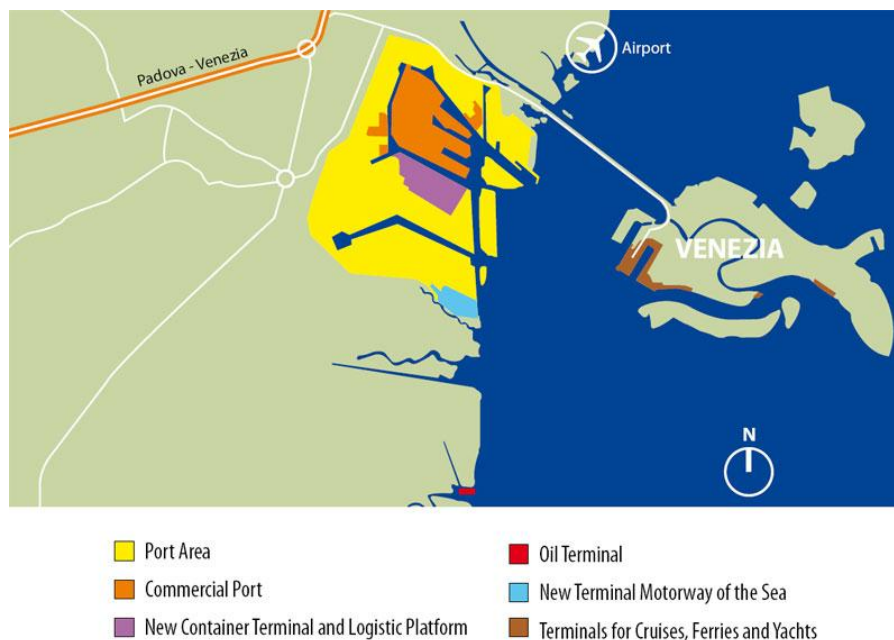 Airport
Padova - Venezia
VENEZIA
N
Port Area
Commercial Port
New Container Terminal and Logistic Platform
Oil Terminal
New Terminal Motorway of the Sea
Terminals for Cruises, Ferries and Yachts